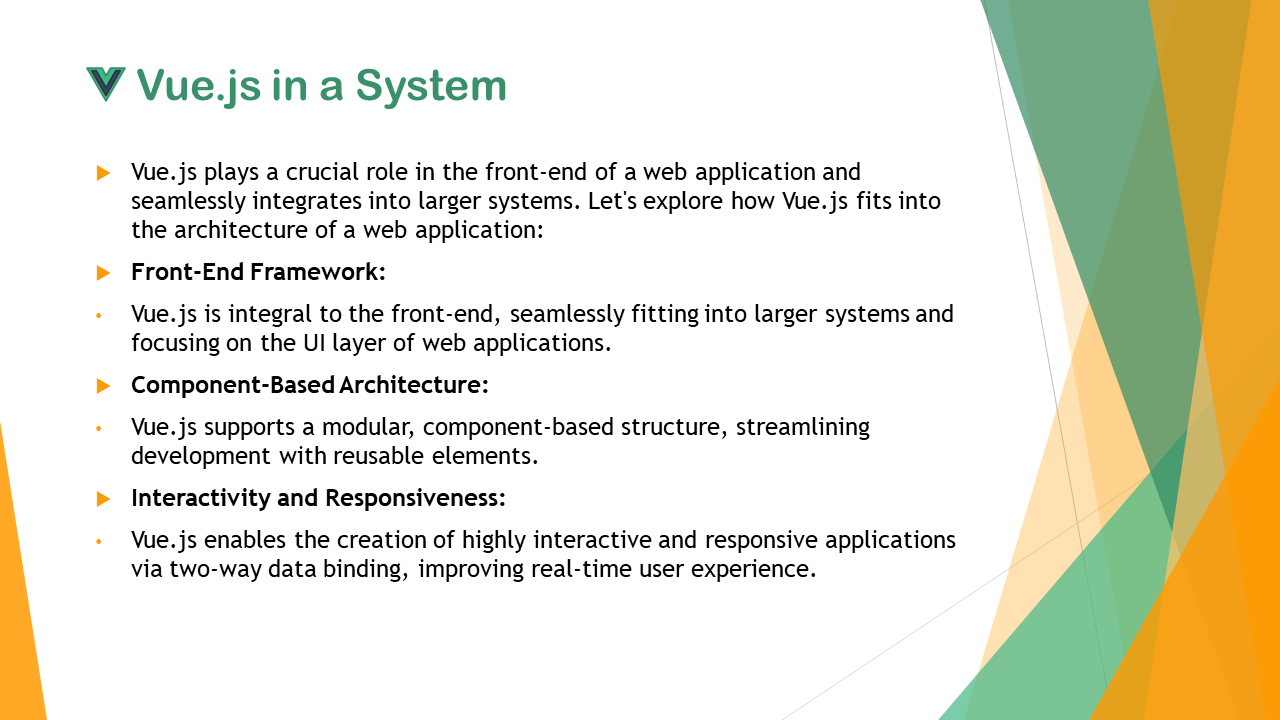 Vue.js in a System
Vue.js plays a crucial role in the front-end of a web application and
seamlessly integrates into larger systems. Let's explore how Vue.js fits into
the architecture of a web application:
Front-End Framework:
Vue.js is integral to the front-end, seamlessly fitting into larger systems and
focusing on the UI layer of web applications.
Component-Based Architecture:
Vue.js supports a modular, component-based structure, streamlining
development with reusable elements.
Interactivity and Responsiveness:
Vue.js enables the creation of highly interactive and responsive applications
via two-way data binding, improving real-time user experience.